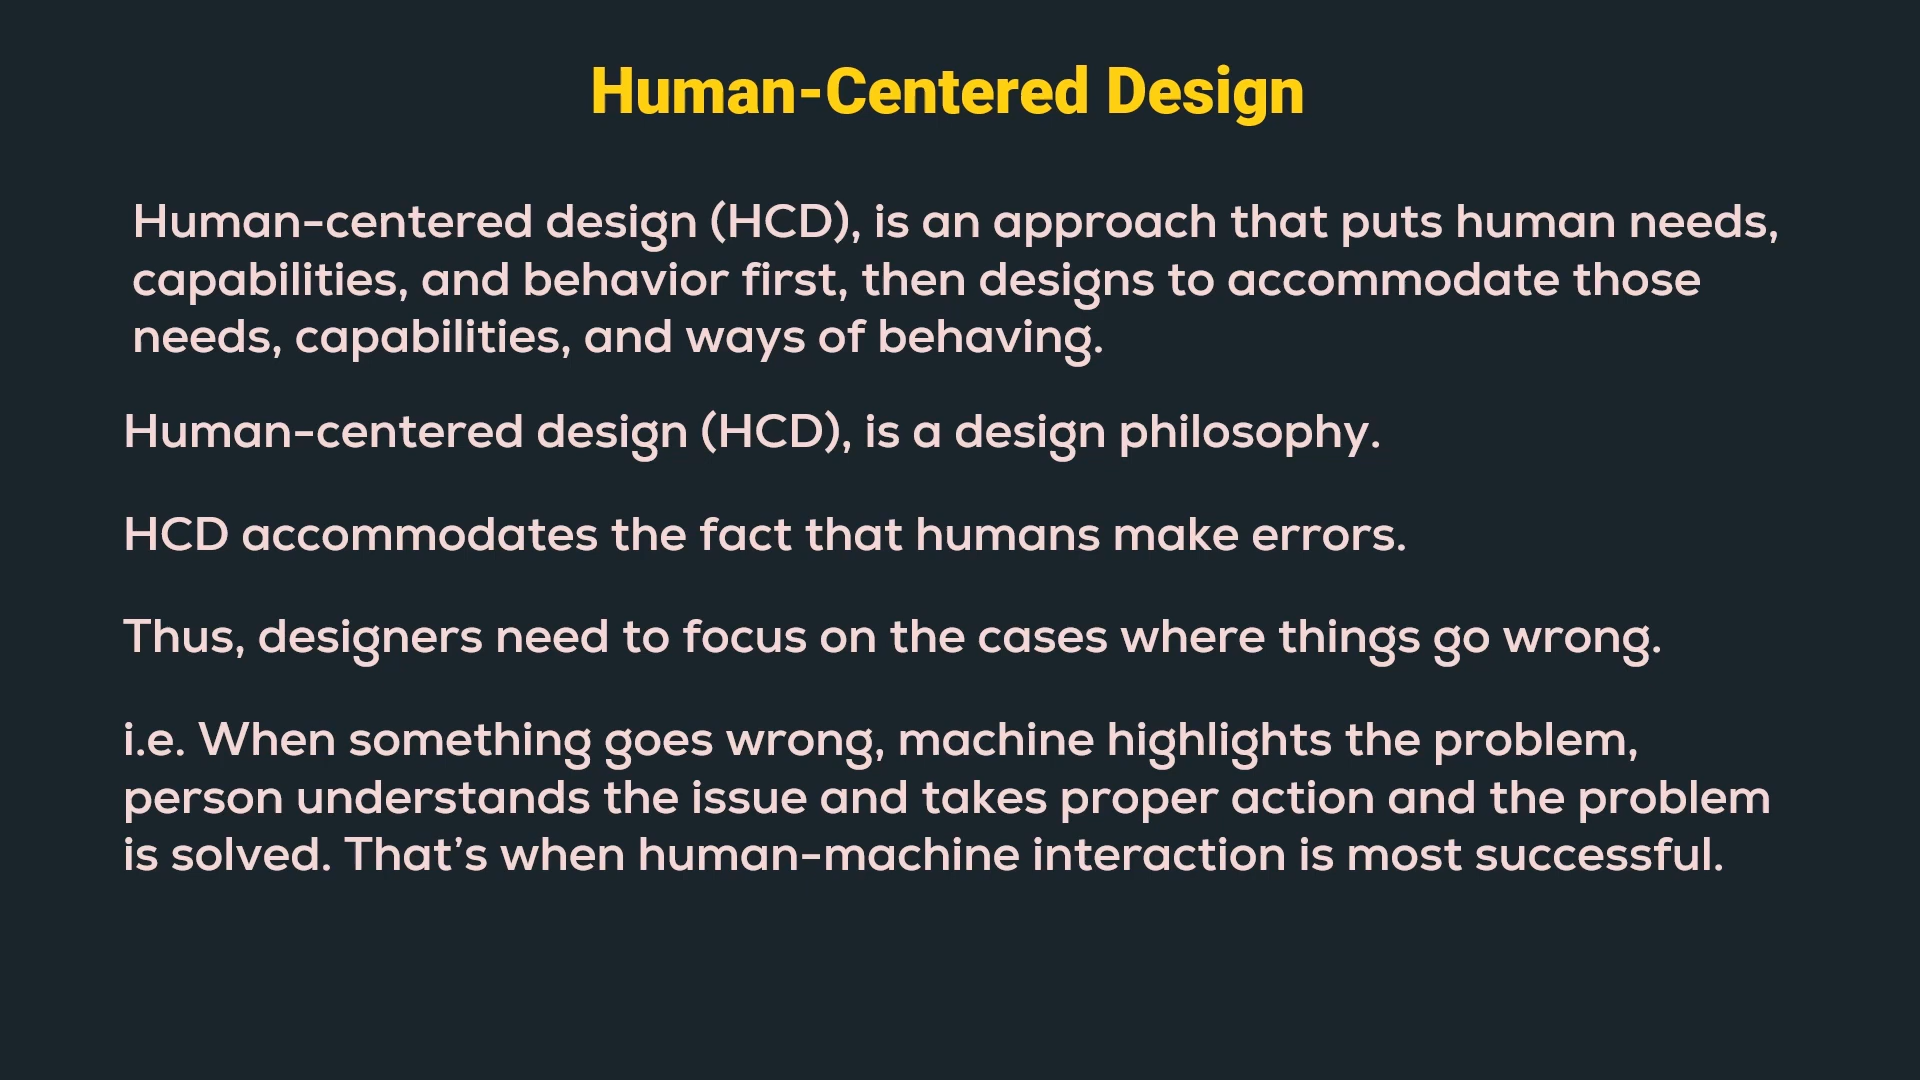 Human-Centered Design
Human-centered design (HCD), is an approach that puts human needs,
capabilities, and behavior first, then designs to accommodate those
needs, capabilities, and ways of behaving.
Human-centered design (HCD), is a design philosophy.
HCD accommodates the fact that humans make errors.
Thus, designers need to focus on the cases where things go wrong.
i.e. When something goes wrong, machine highlights the problem,
person understands the issue and takes proper action and the problem
is solved. That’s when human-machine interaction is most successful.